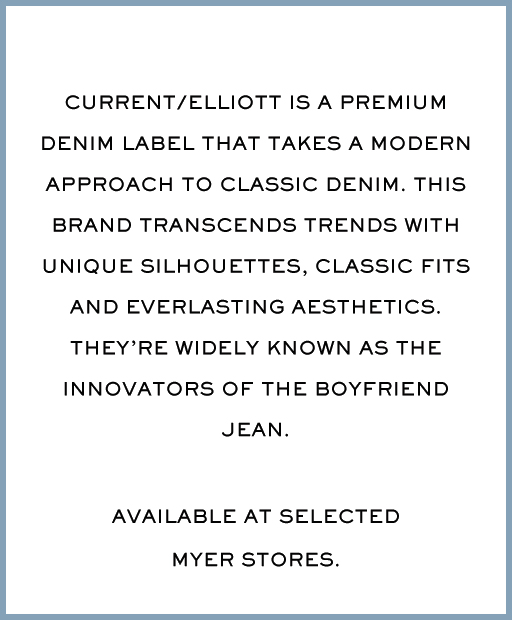 CURRENT/ELLIOTT IS A PREMIUM
DENIM LABEL THAT TAKES A MODERN
APPROACH TO CLASSIC DENIM. THIS
BRAND TRANSCENDS TRENDS WITH
UNIQUE SILHOUETTES, CLASSIC FITS
AND EVERLASTING AESTHETICS.
THEY’RE WIDELY KNOWN AS THE
INNOVATORS OF THE BOYFRIEND
JEAN.
AVAILABLE AT SELECTED
MYER STORES.